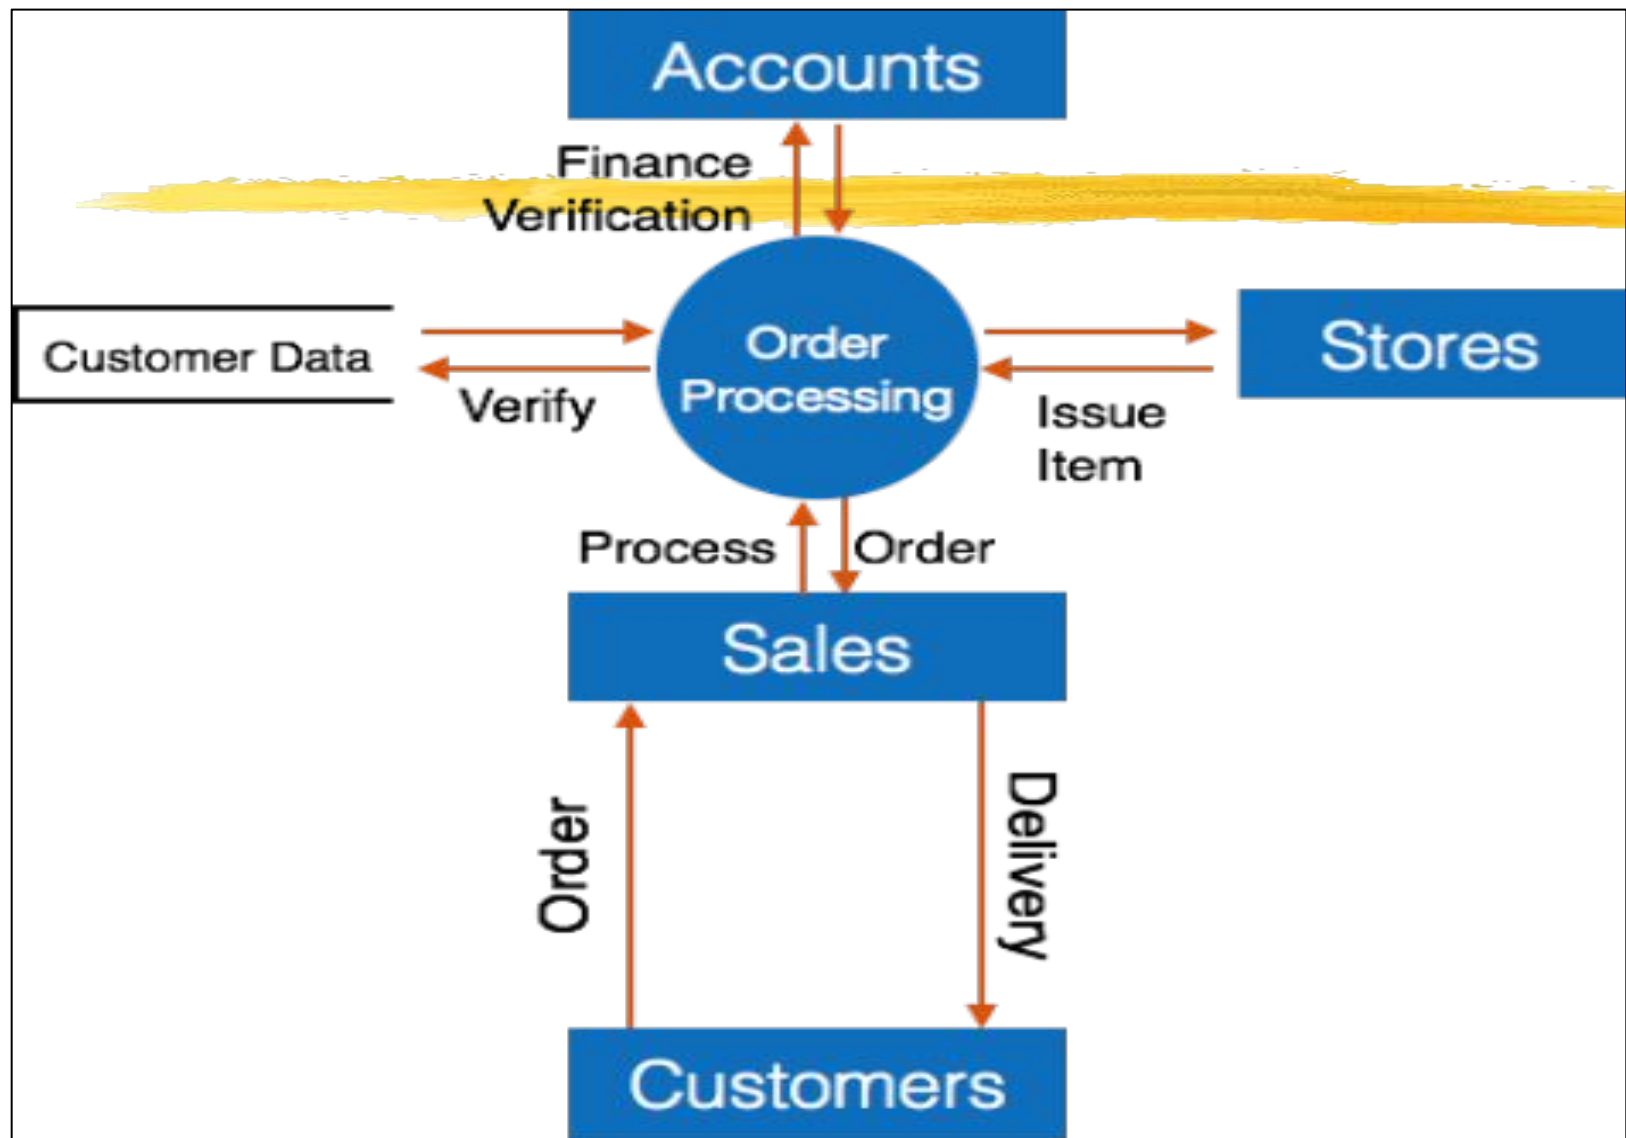 Accounts
Finance
Verification
Customer Data
Verify
Order
Processing
Stores
Issue
Item
Process
Order
Sales
Order
Delivery
Customers